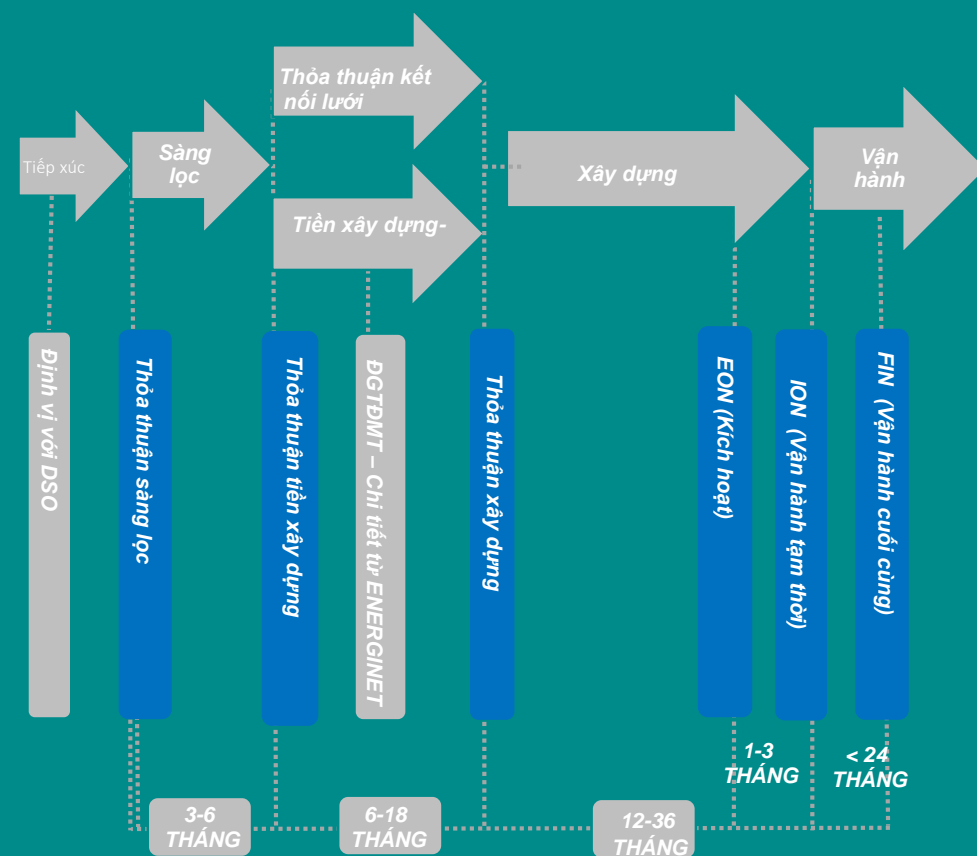 Thỏa thuận kết
nối lưới
Tiếp xúc
Sàng
lọc
Xây dựng
Vận
hành
Tiền xây dựng-
Định vị với DSO
Thỏa thuận sàng lọc
Thỏa thuận tiền xây dựng
ĐGTĐMT – Chi tiết từ ENERGINET
Thỏa thuận xây dựng
EON (Kích hoạt)
ION (Vận hành tạm thời)
FIN (Vận hành cuối cùng)
1-3
THÁNG
< 24
THÁNG
3-6
THÁNG
6-18
THÁNG
12-36
THÁNG